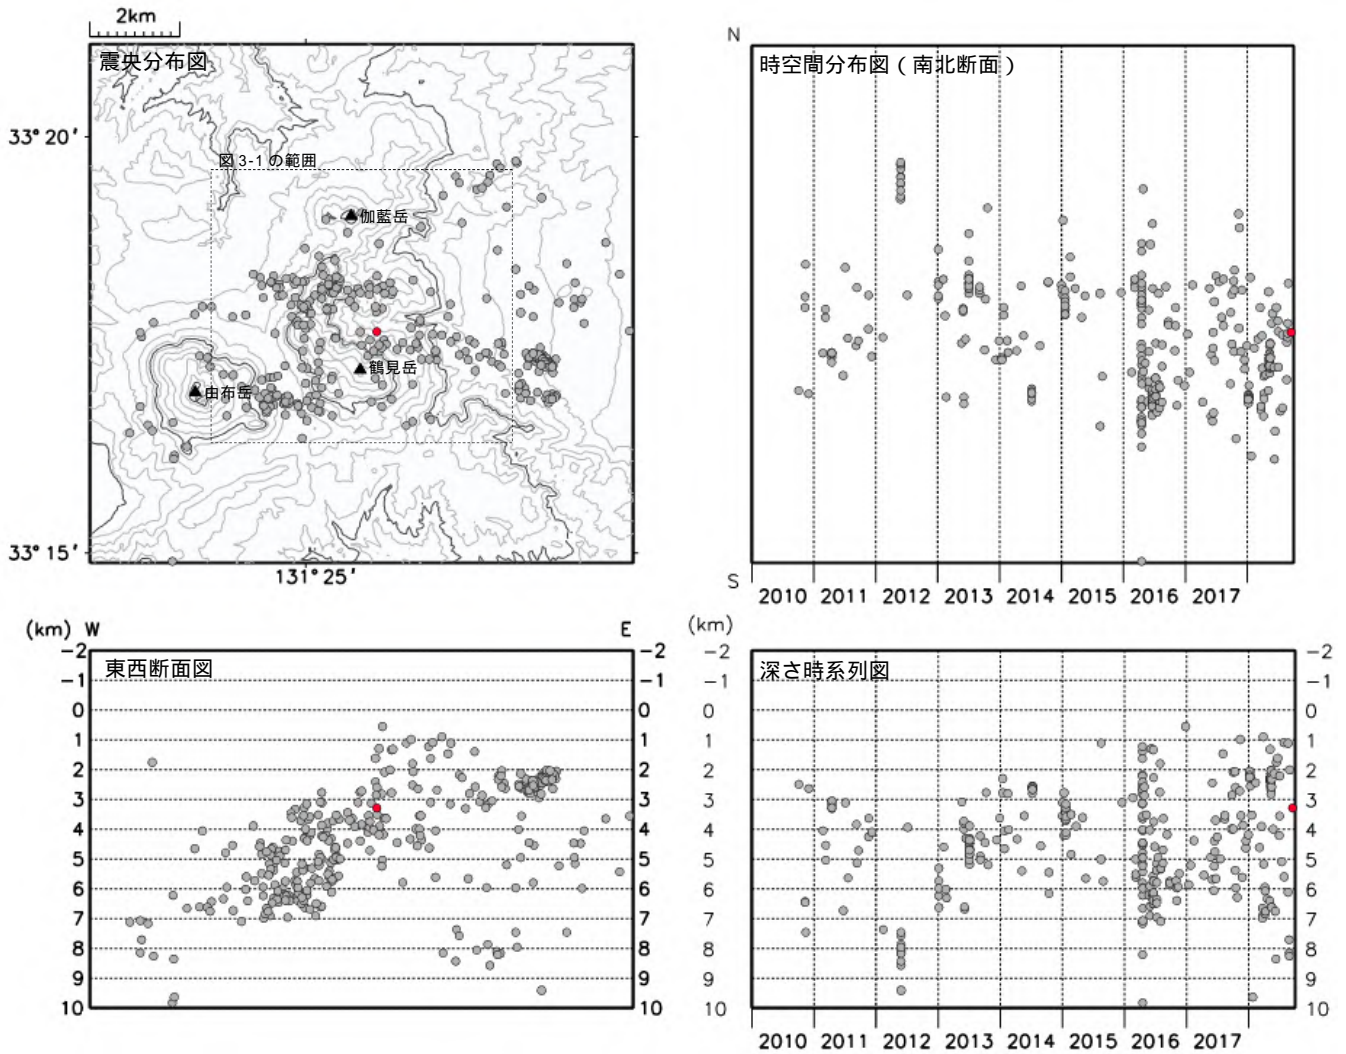 2km
震央分布図
33°20′
図3-1の範囲
伽藍岳
鶴見岳
由布岳
33°15′
131°25′
N
時空間分布図（南北断面）
S
2010 2011 2012 2013 2014 2015 2016 2017
(km) W E
東西断面図
-2 -2
-1 -1
0 0
1 1
2 2
3 3
4 4
5 5
6 6
7 7
8 8
9 9
10 10
(km)
深さ時系列図
-2 -2
-1 -1
0 0
1 1
2 2
3 3
4 4
5 5
6 6
7 7
8 8
9 9
10 10
2010 2011 2012 2013 2014 2015 2016 2017